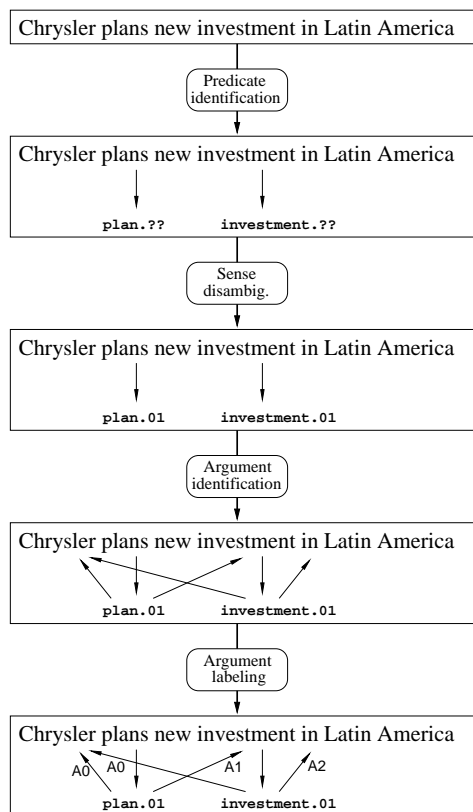 Chrysler plans new investment in Latin America
Predicate
identification
Chrysler plans new investment in Latin America
plan.?? investment.??
Sense
disambig.
Chrysler plans new investment in Latin America
plan.01 investment.01
Argument
identification
Chrysler plans new investment in Latin America
plan.01 investment.01
Argument
labeling
Chrysler plans new investment in Latin America
A0 A0 A1 A2
plan.01 investment.01